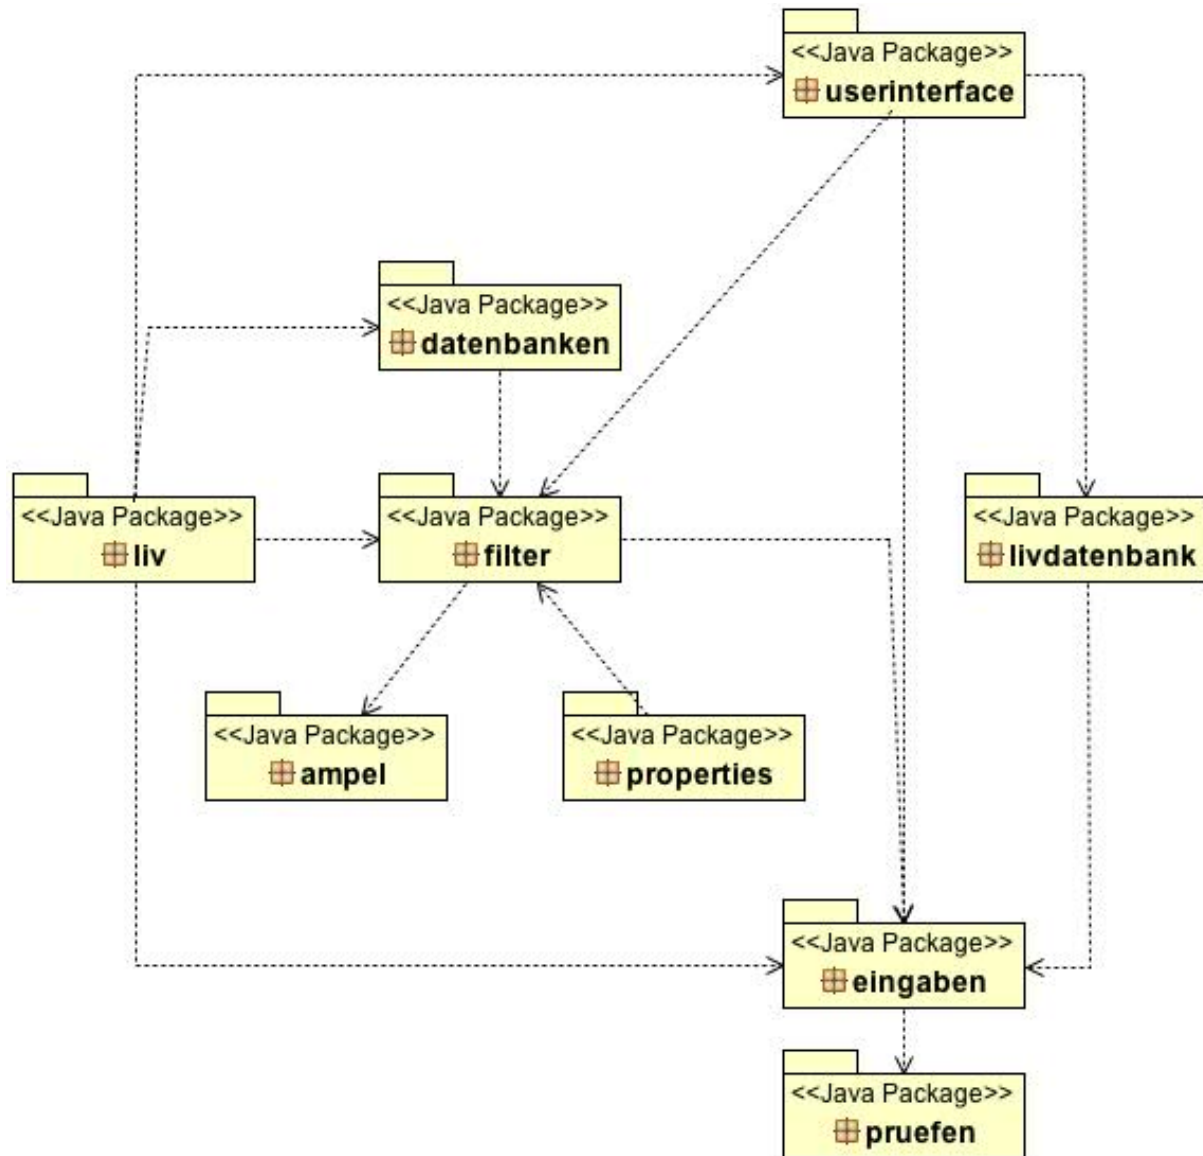 <<Java Package>>
userinterface
<<Java Package>>
datenbanken
<<Java Package>>
liv
<<Java Package>>
filter
<<Java Package>>
livdatenbank
<<Java Package>>
ampel
<<Java Package>>
properties
<<Java Package>>
eingaben
<<Java Package>>
pruefen